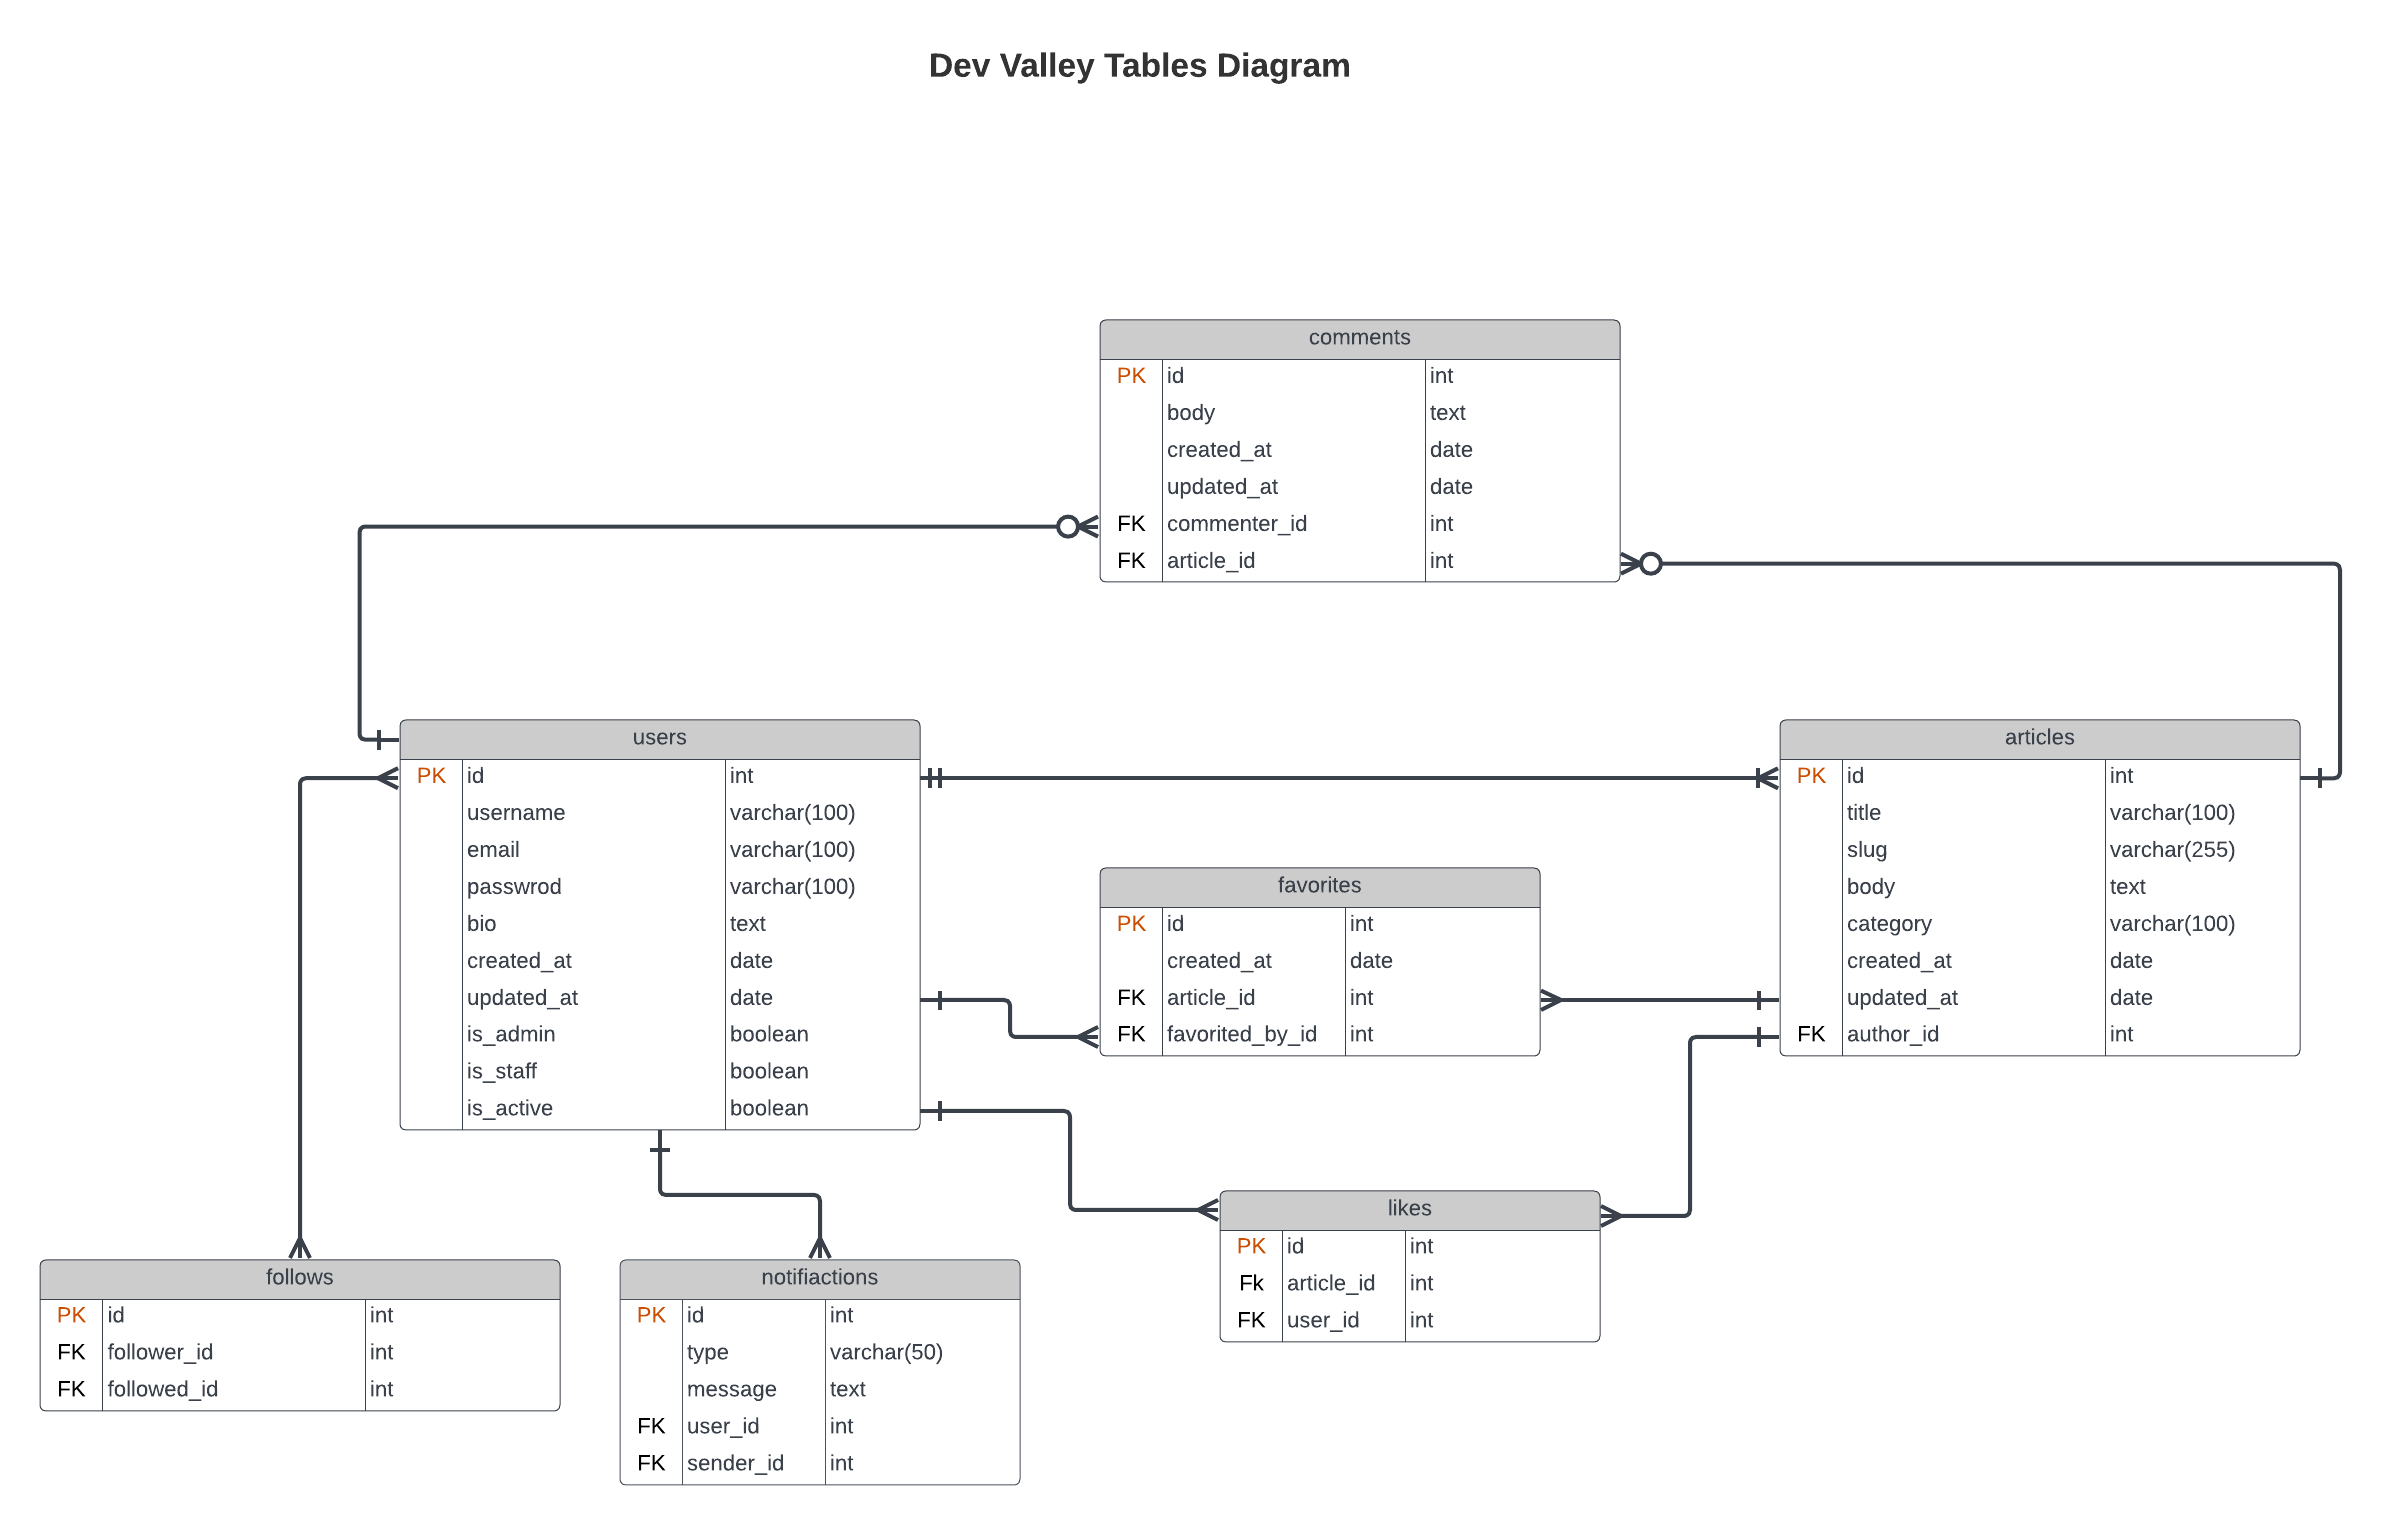 Dev Valley Tables Diagram
comments
PK id int
body text
created_at date
updated_at date
FK commenter_id int
FK article_id int
users
PK id int
username varchar(100)
email varchar(100)
passwrod varchar(100)
bio text
created_at date
updated_at date
is_admin boolean
is_staff boolean
is_active boolean
favorites
PK id int
created_at date
FK article_id int
FK favorited_by_id int
articles
PK id int
title varchar(100)
slug varchar(255)
body text
category varchar(100)
created_at date
updated_at date
FK author_id int
follows
PK id int
FK follower_id int
FK followed_id int
notifiactions
PK id int
type varchar(50)
message text
FK user_id int
FK sender_id int
likes
PK id int
Fk article_id int
FK user_id int